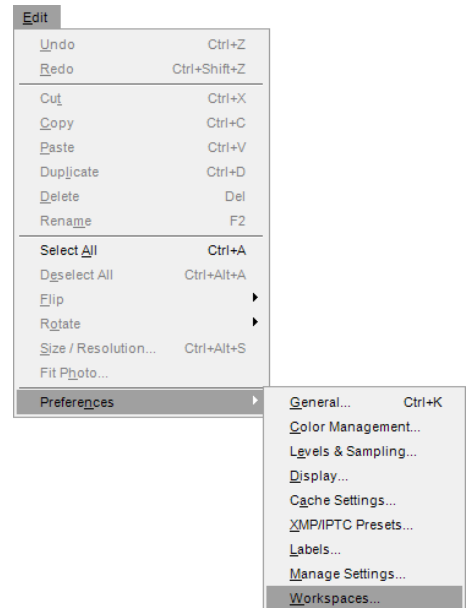 Edit
Undo Ctrl+Z
Redo Ctrl+Shift+Z
Cut Ctrl+X
Copy Ctrl+C
Paste Ctrl+V
Duplicate Ctrl+D
Delete Del
Rename F2
Select All Ctrl+A
Deselect All Ctrl+Alt+A
Flip
Rotate
Size / Resolution... Ctrl+Alt+S
Fit Photo...
Preferences
General... Ctrl+K
Color Management...
Levels & Sampling...
Display...
Cache Settings...
XMP/IPTC Presets...
Labels...
Manage Settings...
Workspaces...